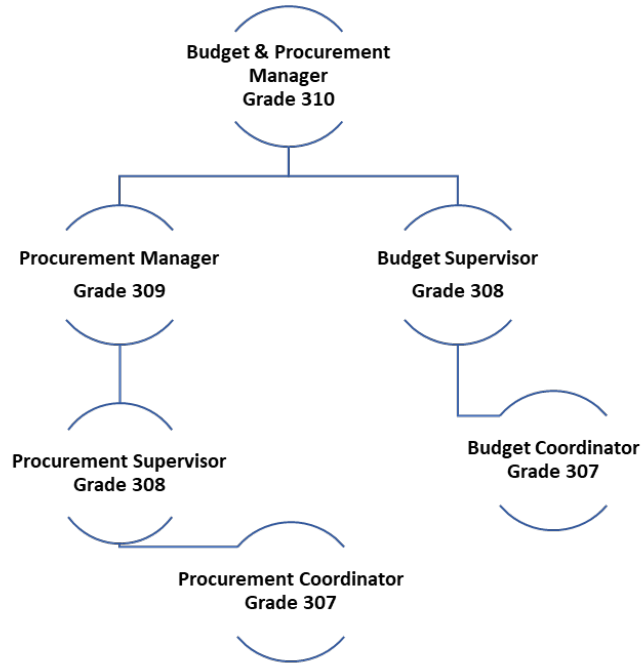 Budget & Procurement
Manager
Grade 310
Procurement Manager
Grade 309
Budget Supervisor
Grade 308
Procurement Supervisor
Grade 308
Budget Coordinator
Grade 307
Procurement Coordinator
Grade 307